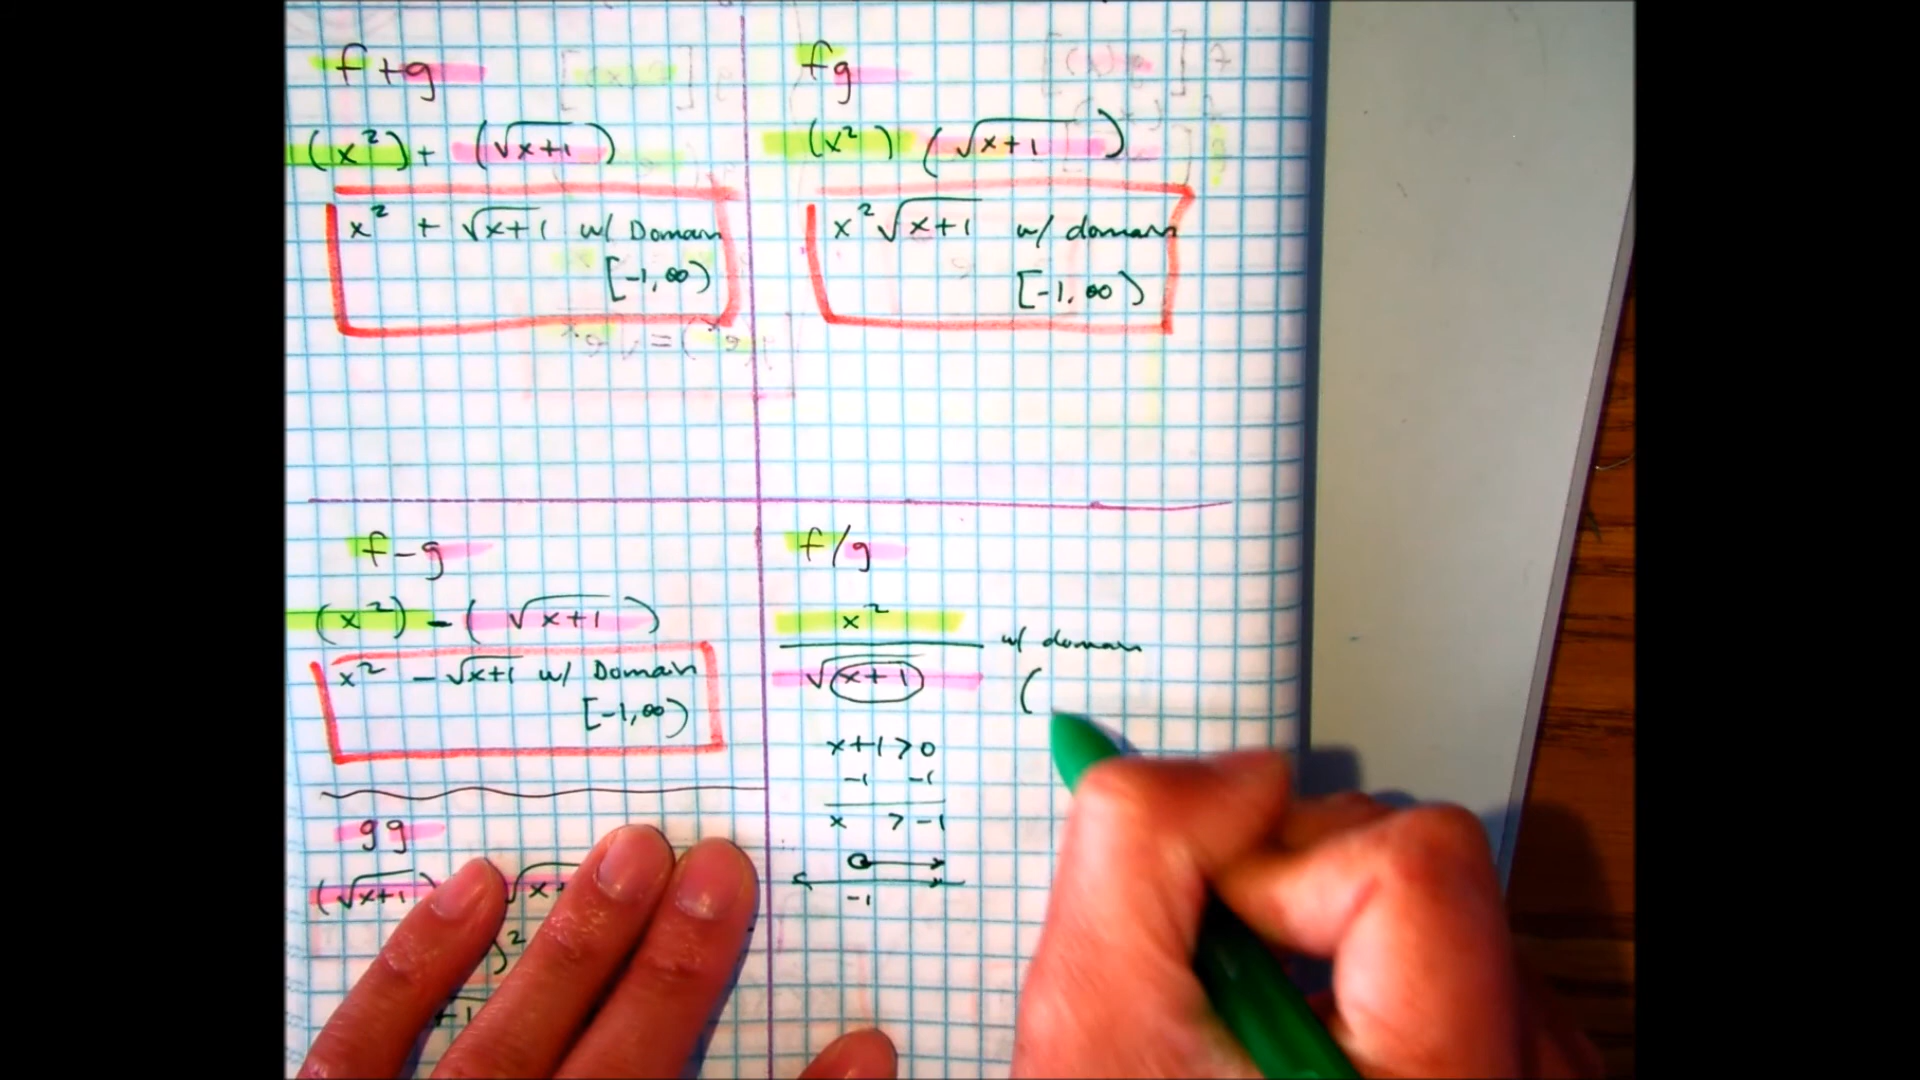 f+g
(x²) + (√x+1)
x² + √x+1 w/ Domain
[-1, ∞)
fg
(x²) (√x+1)
x²√x+1 w/ domain
[-1, ∞)
f-g
(x²) - (√x+1)
x² - √x+1 w/ Domain
[-1, ∞)
gg
(√x+1)
f/g
x²
√x+1
w/ domain
(
x+1>0
-1 -1
x > -1
-1